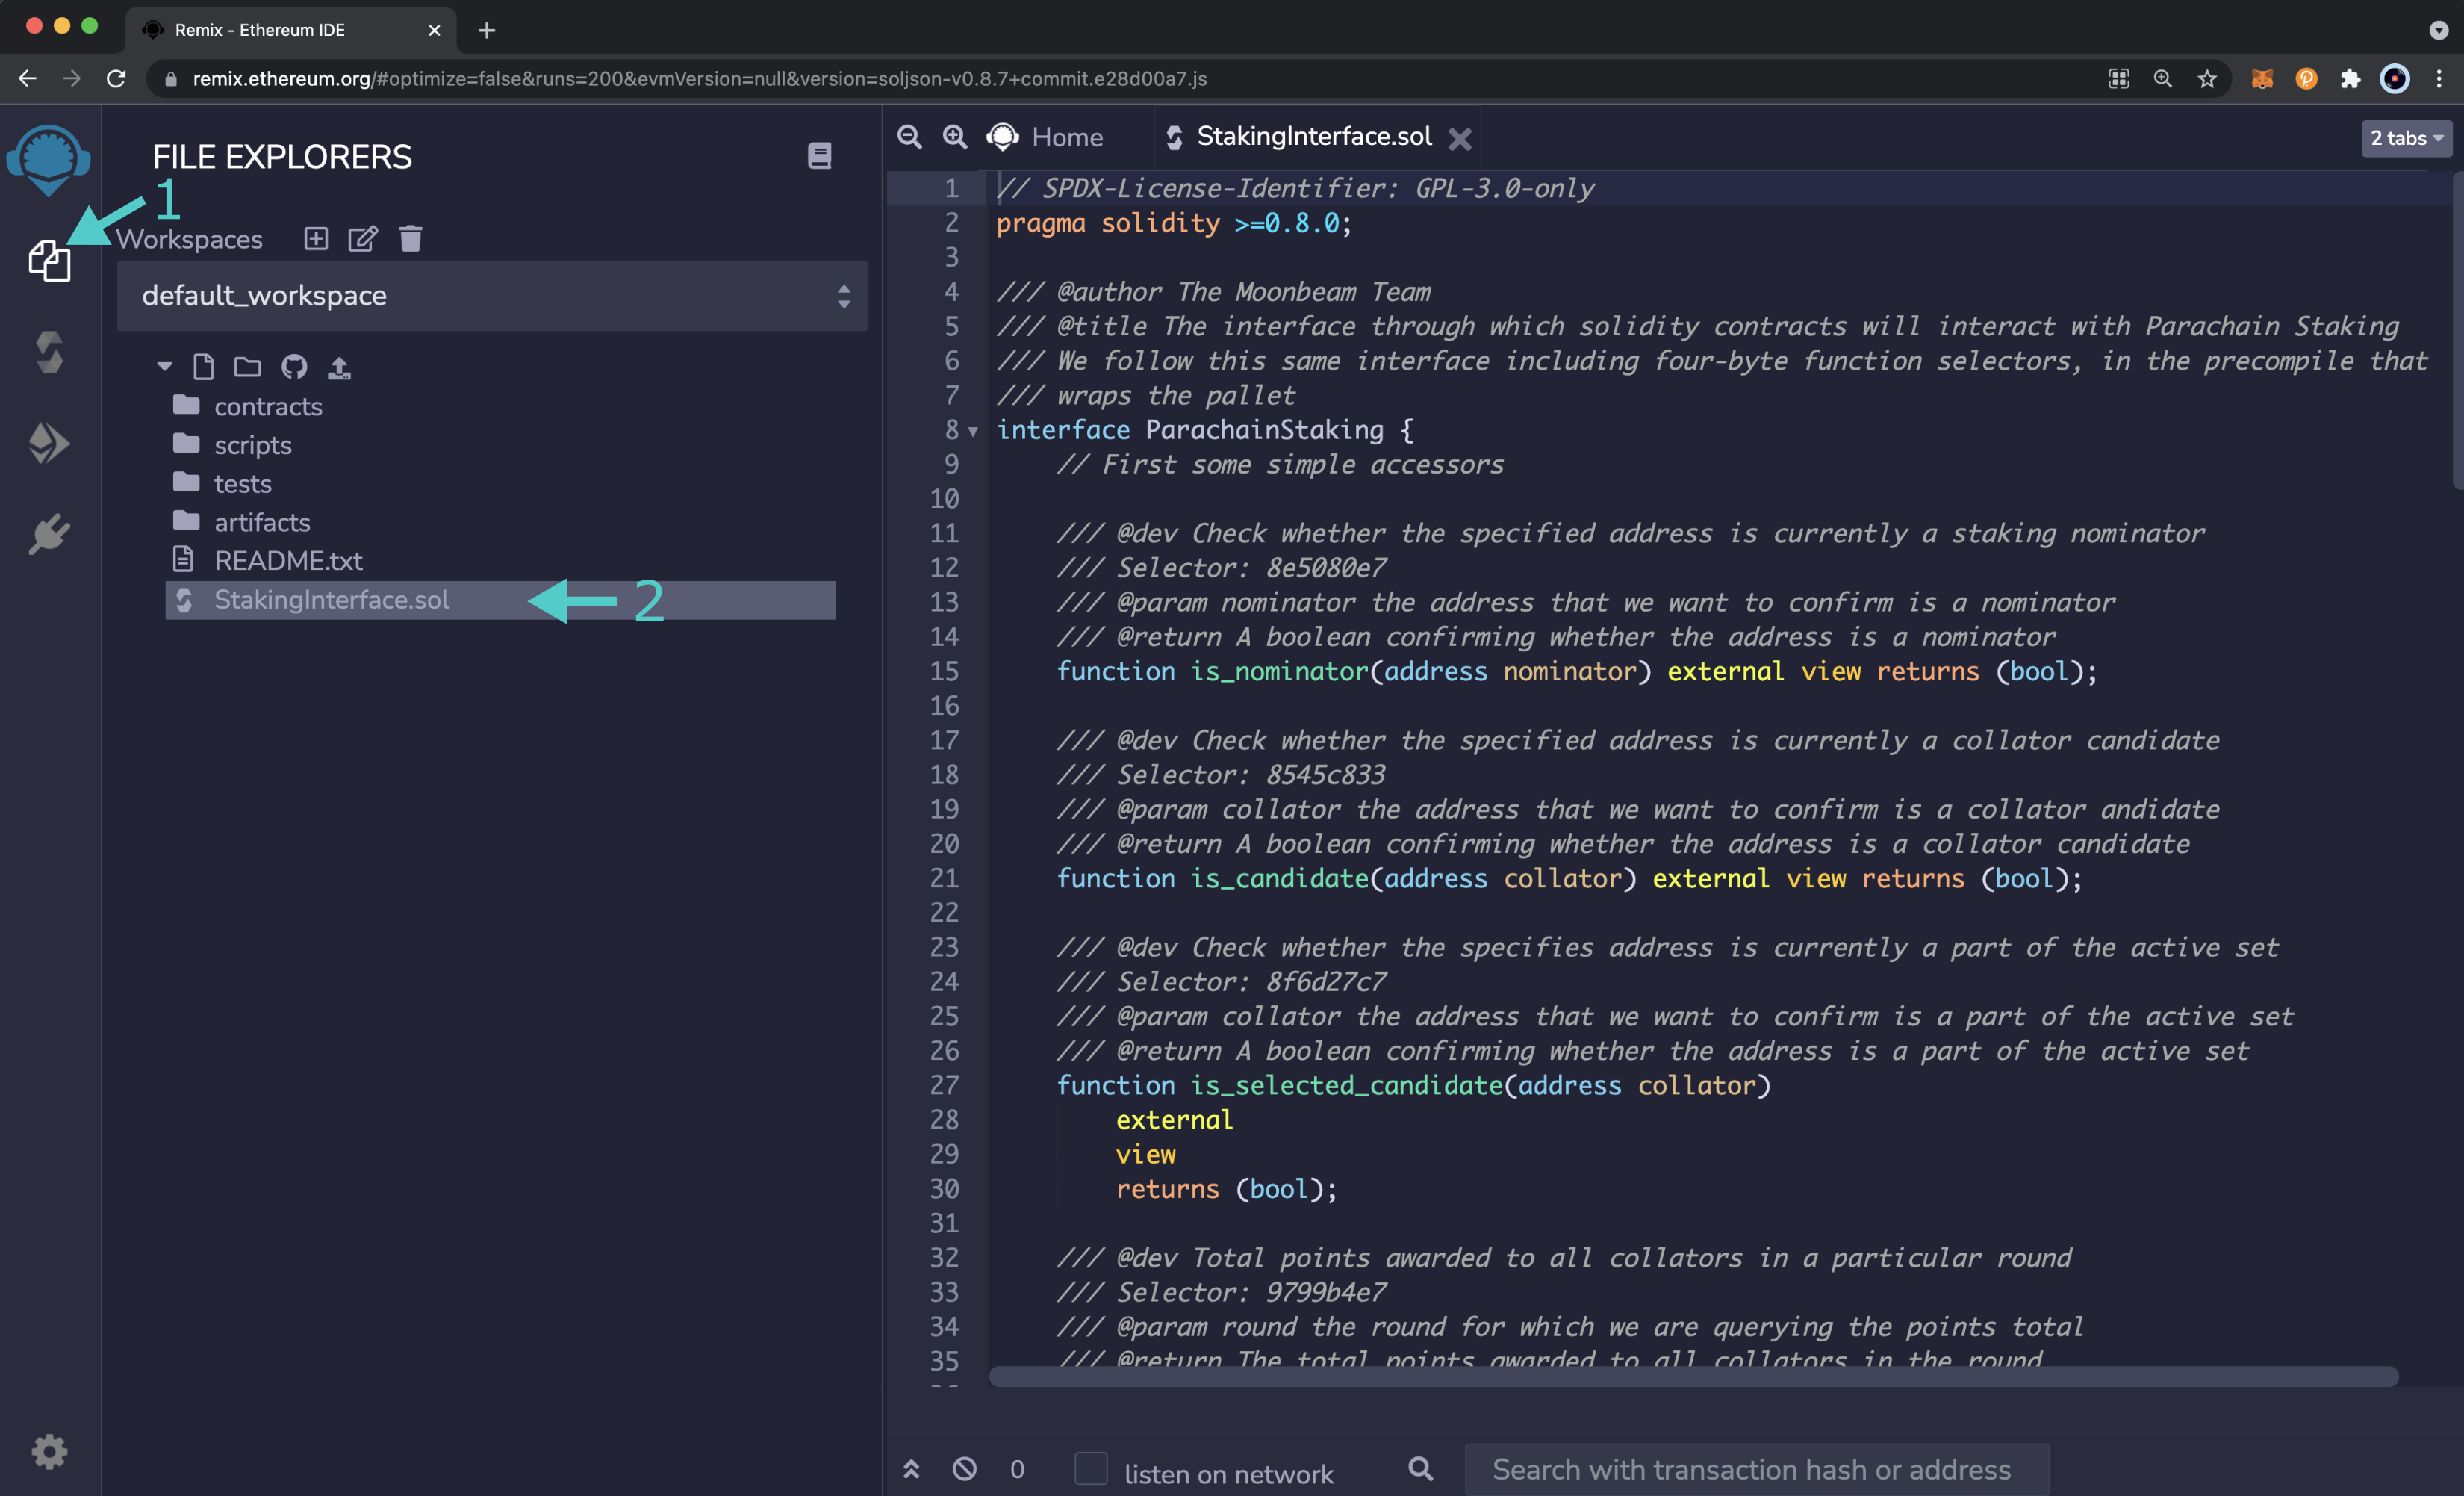 Remix - Ethereum IDE
remix.ethereum.org/#optimize=false&runs=200&evmVersion=null&version=soljson-v0.8.7+commit.e28d00a7.js
FILE EXPLORERS
1
Workspaces
default_workspace
contracts
scripts
tests
artifacts
README.txt
StakingInterface.sol
2
Home
StakingInterface.sol
2 tabs
1 // SPDX-License-Identifier: GPL-3.0-only
2 pragma solidity >=0.8.0;
3
4 /// @author The Moonbeam Team
5 /// @title The interface through which solidity contracts will interact with Parachain Staking
6 /// We follow this same interface including four-byte function selectors, in the precompile that
7 /// wraps the pallet
8 interface ParachainStaking {
9 // First some simple accessors
10
11 /// @dev Check whether the specified address is currently a staking nominator
12 /// Selector: 8e5080e7
13 /// @param nominator the address that we want to confirm is a nominator
14 /// @return A boolean confirming whether the address is a nominator
15 function is_nominator(address nominator) external view returns (bool);
16
17 /// @dev Check whether the specified address is currently a collator candidate
18 /// Selector: 8545c833
19 /// @param collator the address that we want to confirm is a collator andidate
20 /// @return A boolean confirming whether the address is a collator candidate
21 function is_candidate(address collator) external view returns (bool);
22
23 /// @dev Check whether the specifies address is currently a part of the active set
24 /// Selector: 8f6d27c7
25 /// @param collator the address that we want to confirm is a part of the active set
26 /// @return A boolean confirming whether the address is a part of the active set
27 function is_selected_candidate(address collator)
28 external
29 view
30 returns (bool);
31
32 /// @dev Total points awarded to all collators in a particular round
33 /// Selector: 9799b4e7
34 /// @param round the round for which we are querying the points total
35 /// @return The total points awarded to all collators in the round
0
listen on network
Search with transaction hash or address